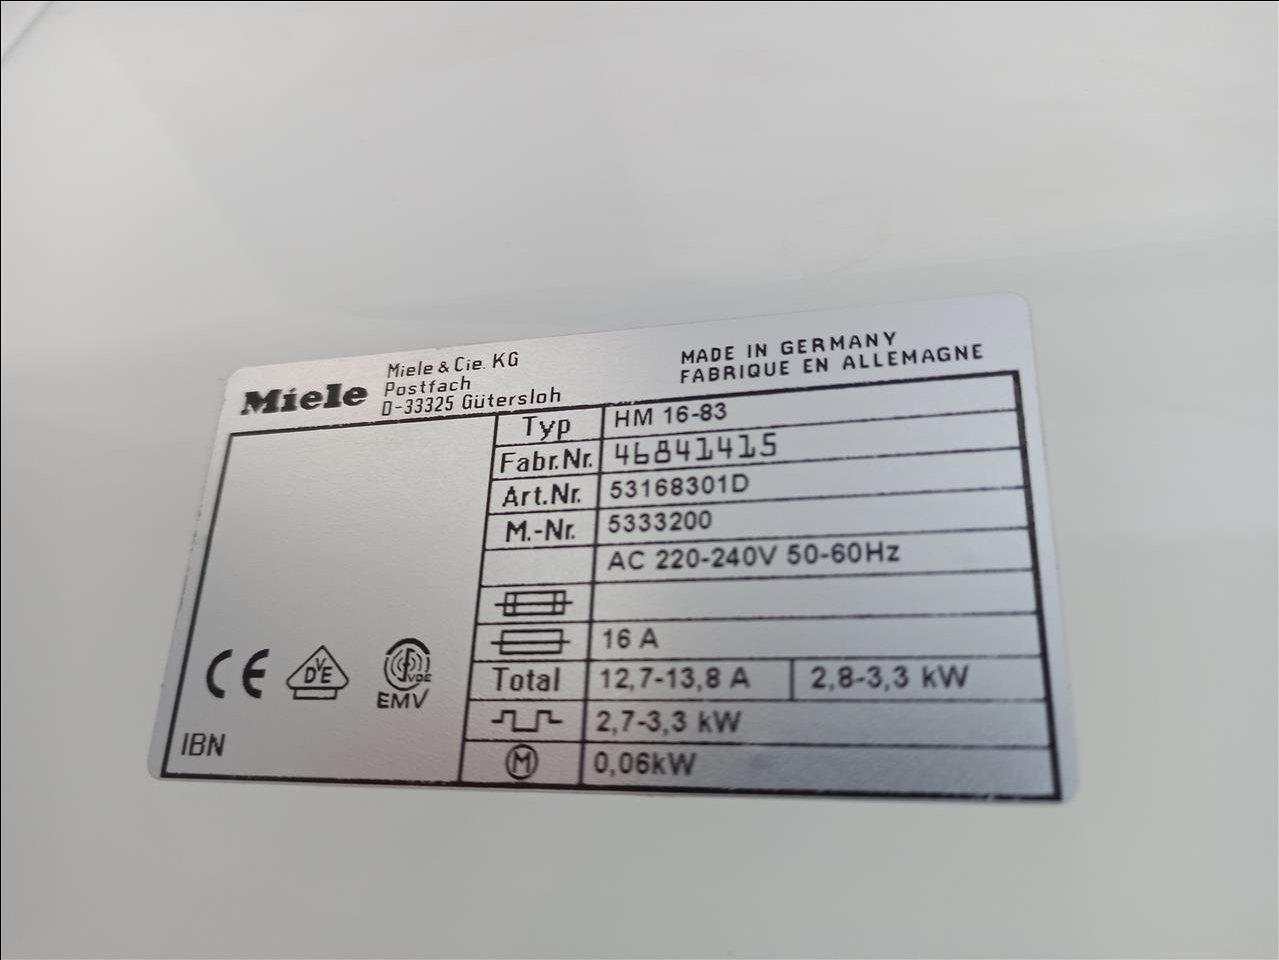 Miele
Miele & Cie. KG
Postfach
D-33325 Gütersloh
MADE IN GERMANY
FABRIQUE EN ALLEMAGNE
Typ HM 16-83
Fabr.Nr. 46841415
Art.Nr. 53168301D
M.-Nr. 5333200
AC 220-240V 50-60Hz
16 A
Total 12,7-13,8 A 2,8-3,3 kW
2,7-3,3 kW
M 0,06kW
CE
DVE
VDE
EMV
IBN